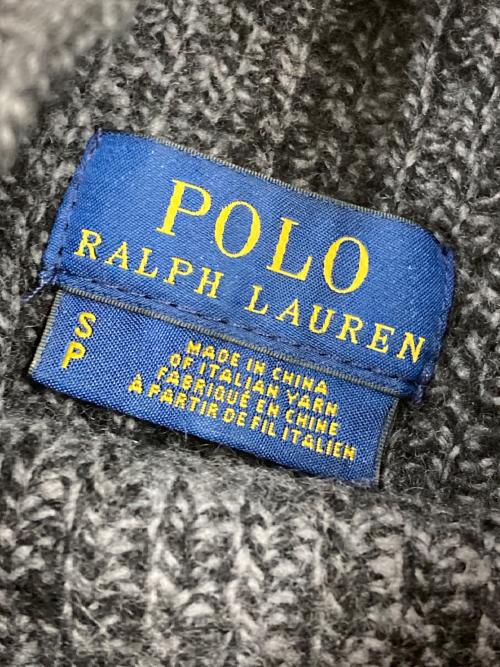 POLO
RALPH LAUREN
S
P
MADE IN CHINA
OF ITALIAN YARN
FABRIQUÉ EN CHINE
À PARTIR DE FIL ITALIEN